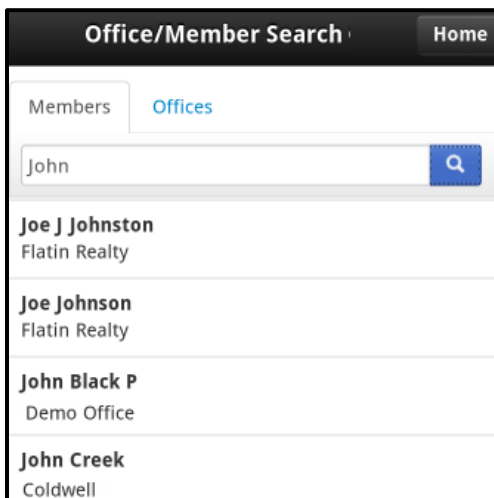 Office/Member Search
Home
Members Offices
John
Joe J Johnston
Flatin Realty
Joe Johnson
Flatin Realty
John Black P
Demo Office
John Creek
Coldwell